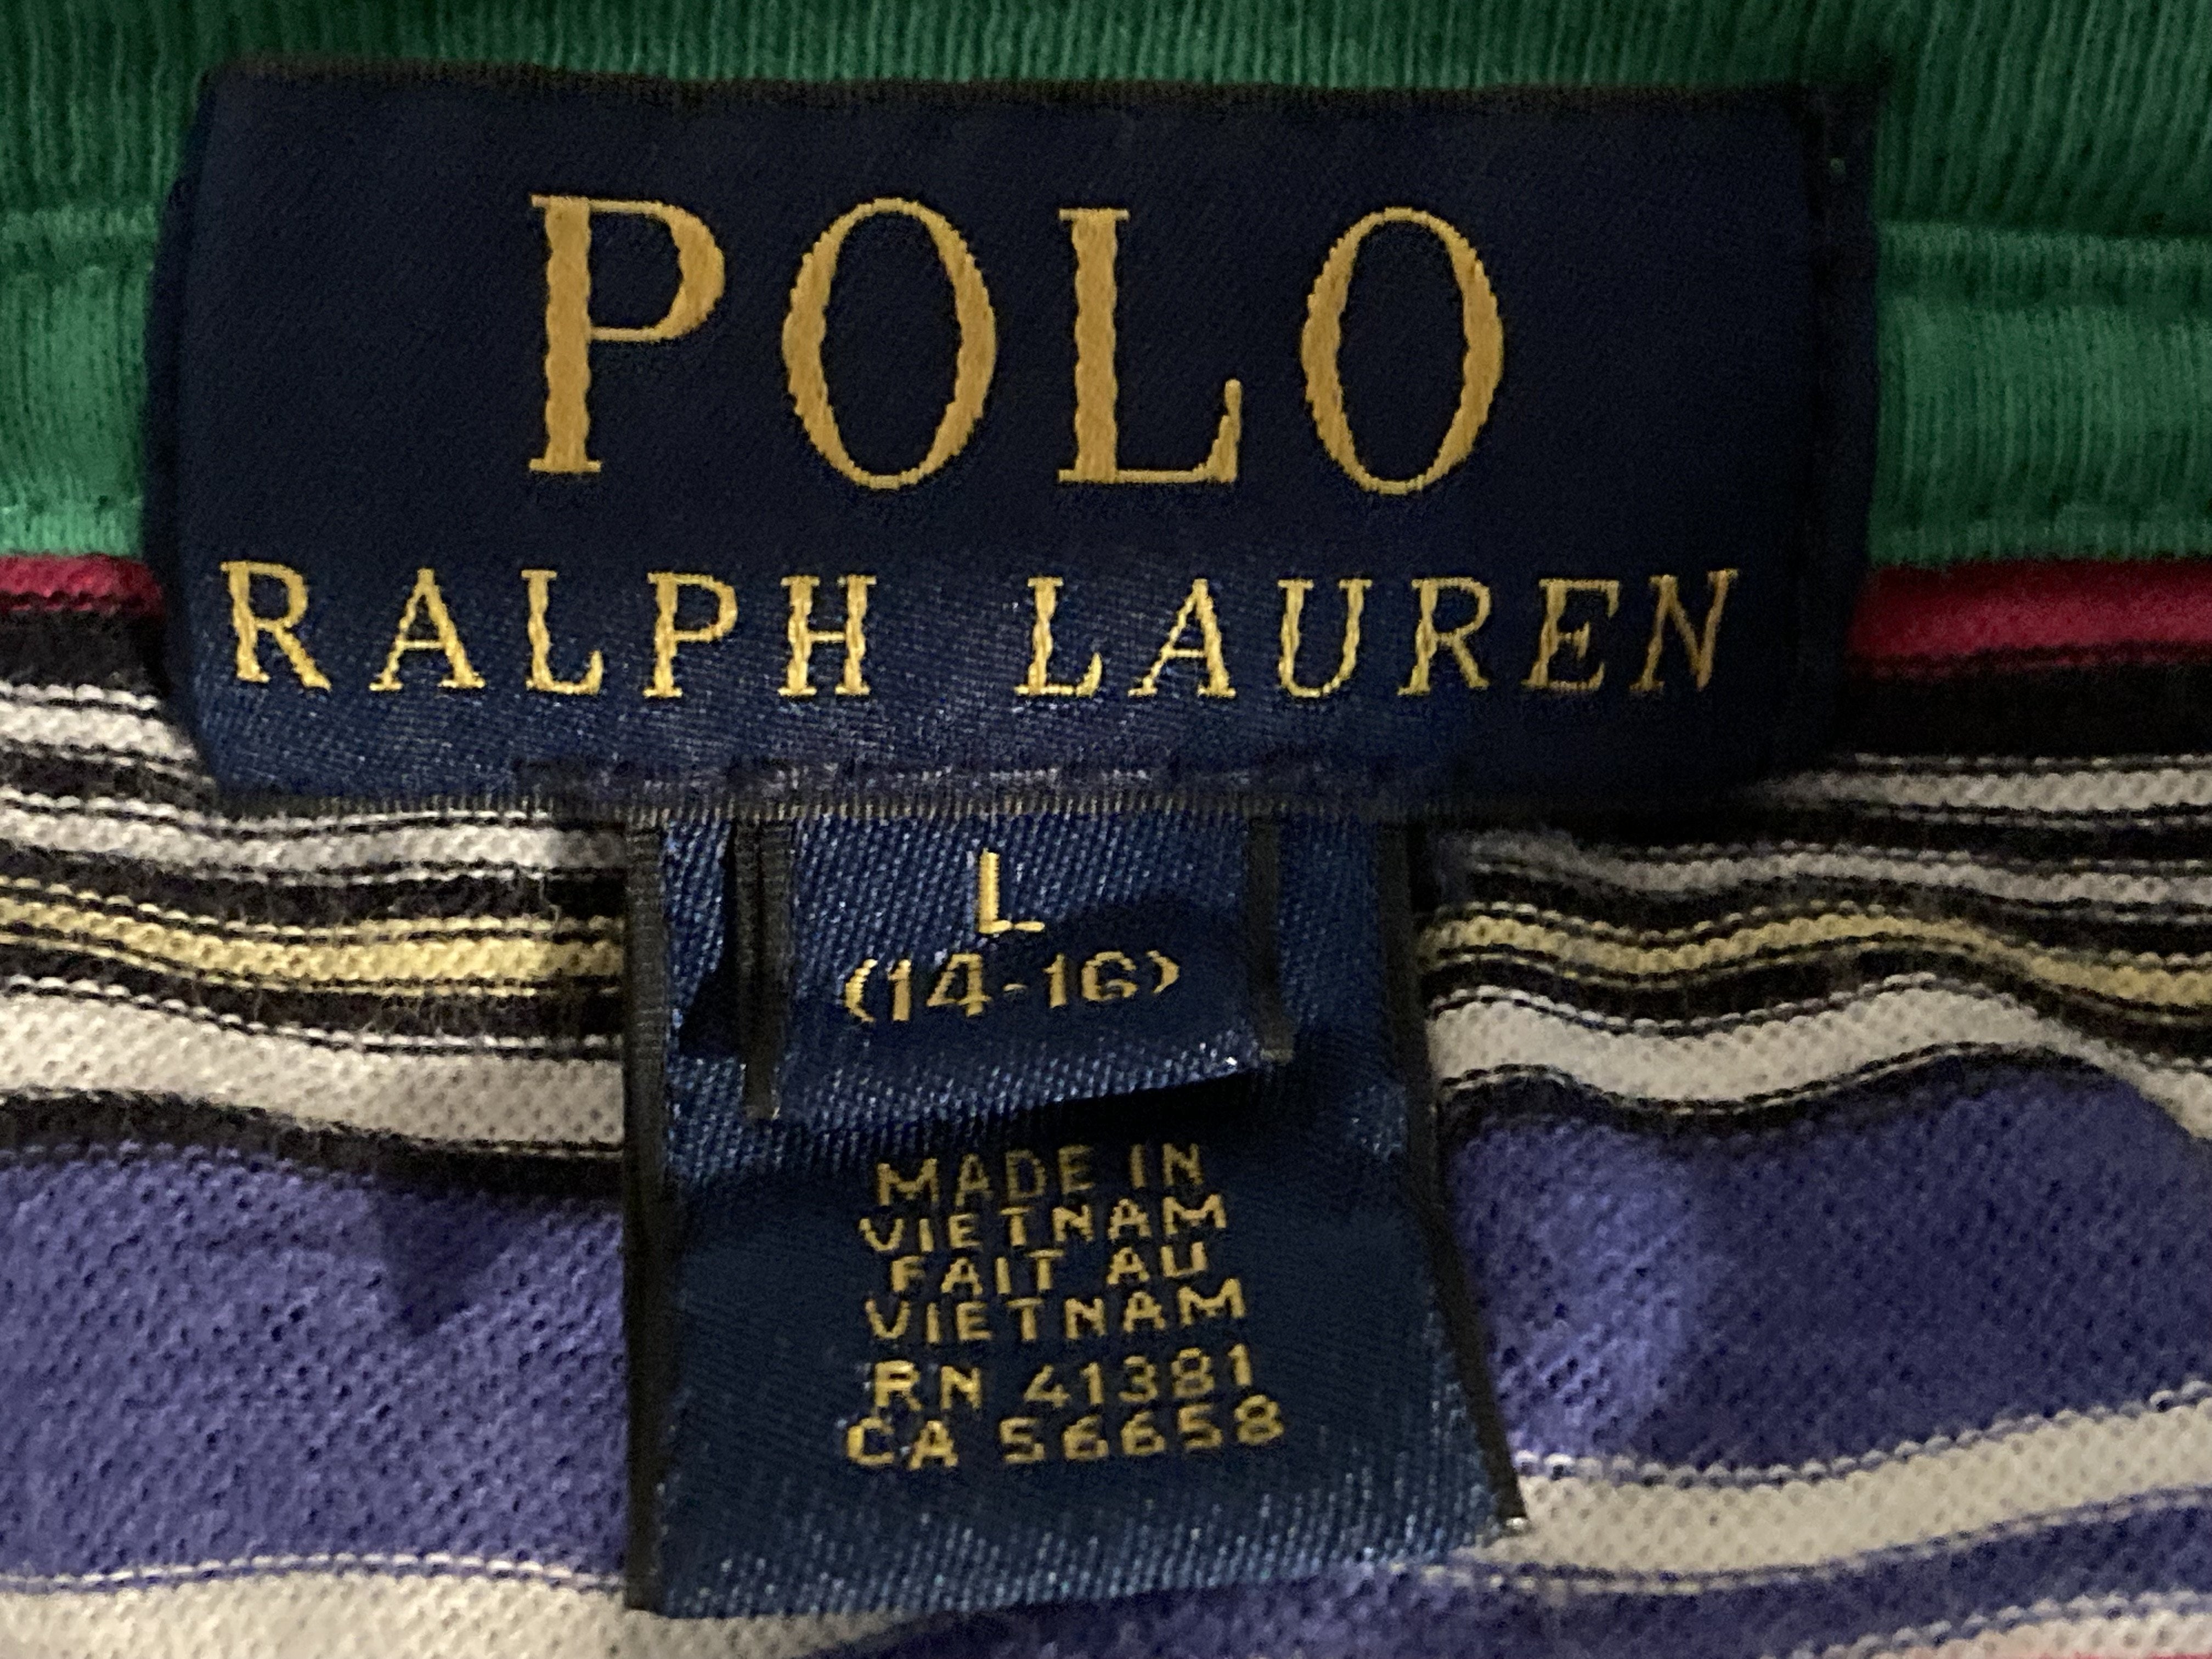 POLO
RALPH LAUREN
L
(14-16)
MADE IN
VIETNAM
FAIT AU
VIETNAM
RN 41381
CA 56658